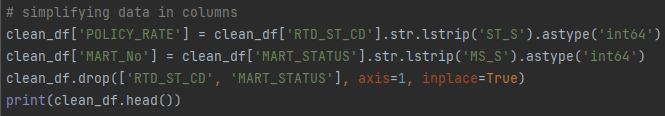 # simplifying data in columns
clean_df['POLICY_RATE'] = clean_df['RTD_ST_CD'].str.lstrip('ST_S').astype('int64')
clean_df['MART_No'] = clean_df['MART_STATUS'].str.lstrip('MS_S').astype('int64')
clean_df.drop(['RTD_ST_CD', 'MART_STATUS'], axis=1, inplace=True)
print(clean_df.head())